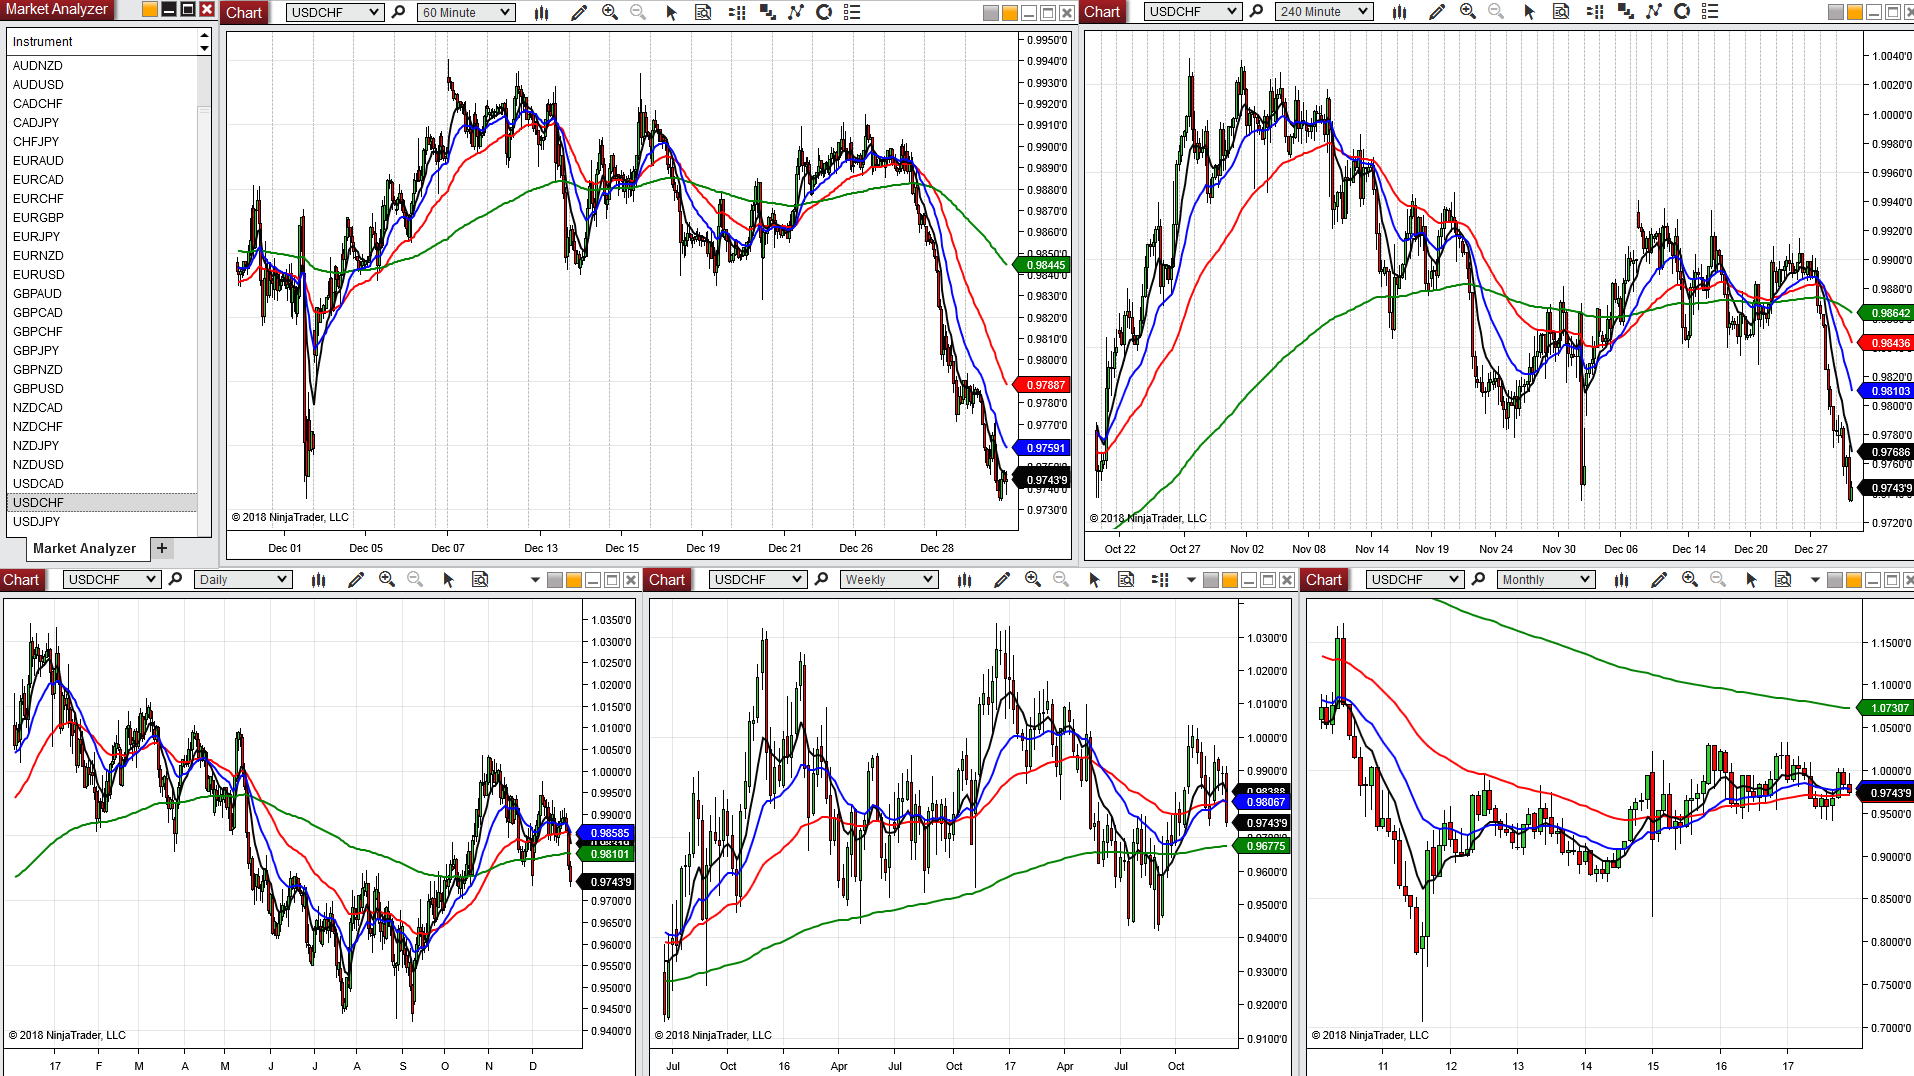 Market Analyzer
Instrument
AUDNZD
AUDUSD
CADCHF
CADJPY
CHFJPY
EURAUD
EURCAD
EURCHF
EURGBP
EURJPY
EURNZD
EURUSD
GBPAUD
GBPCAD
GBPCHF
GBPJPY
GBPNZD
GBPUSD
NZDCAD
NZDCHF
NZDJPY
NZDUSD
USDCAD
USDCHF
USDJPY
Market Analyzer +
Chart USDCHF 60 Minute
0.9950'0
0.9940'0
0.9930'0
0.9920'0
0.9910'0
0.9900'0
0.9890'0
0.9880'0
0.9870'0
0.9860'0
0.9850'0
0.98445
0.9840'0
0.9830'0
0.9820'0
0.9810'0
0.9800'0
0.97887
0.9780'0
0.9770'0
0.97591
0.9743'9
0.9740'0
0.9730'0
© 2018 NinjaTrader, LLC
Dec 01 Dec 05 Dec 07 Dec 13 Dec 15 Dec 19 Dec 21 Dec 26 Dec 28
Chart USDCHF 240 Minute
1.0040'0
1.0020'0
1.0000'0
0.9980'0
0.9960'0
0.9940'0
0.9920'0
0.9900'0
0.9880'0
0.98642
0.98436
0.9820'0
0.98103
0.9800'0
0.9780'0
0.97686
0.9760'0
0.9743'9
0.9720'0
© 2018 NinjaTrader, LLC
Oct 22 Oct 27 Nov 02 Nov 08 Nov 14 Nov 19 Nov 24 Nov 30 Dec 06 Dec 14 Dec 20 Dec 27
Chart USDCHF Daily
1.0350'0
1.0300'0
1.0250'0
1.0200'0
1.0150'0
1.0100'0
1.0050'0
1.0000'0
0.9950'0
0.9900'0
0.98585
0.98101
0.9743'9
0.9700'0
0.9650'0
0.9600'0
0.9550'0
0.9500'0
0.9450'0
0.9400'0
© 2018 NinjaTrader, LLC
17 F M A M J J A S O N D
Chart USDCHF Weekly
1.0300'0
1.0200'0
1.0100'0
1.0000'0
0.9900'0
0.98388
0.98067
0.9743'9
0.96775
0.9600'0
0.9500'0
0.9400'0
0.9300'0
0.9200'0
0.9100'0
© 2018 NinjaTrader, LLC
Jul Oct 16 Apr Jul Oct 17 Apr Jul Oct
Chart USDCHF Monthly
1.1500'0
1.1000'0
1.07307
1.0500'0
1.0000'0
0.9743'9
0.9500'0
0.9000'0
0.8500'0
0.8000'0
0.7500'0
0.7000'0
© 2018 NinjaTrader, LLC
11 12 13 14 15 16 17